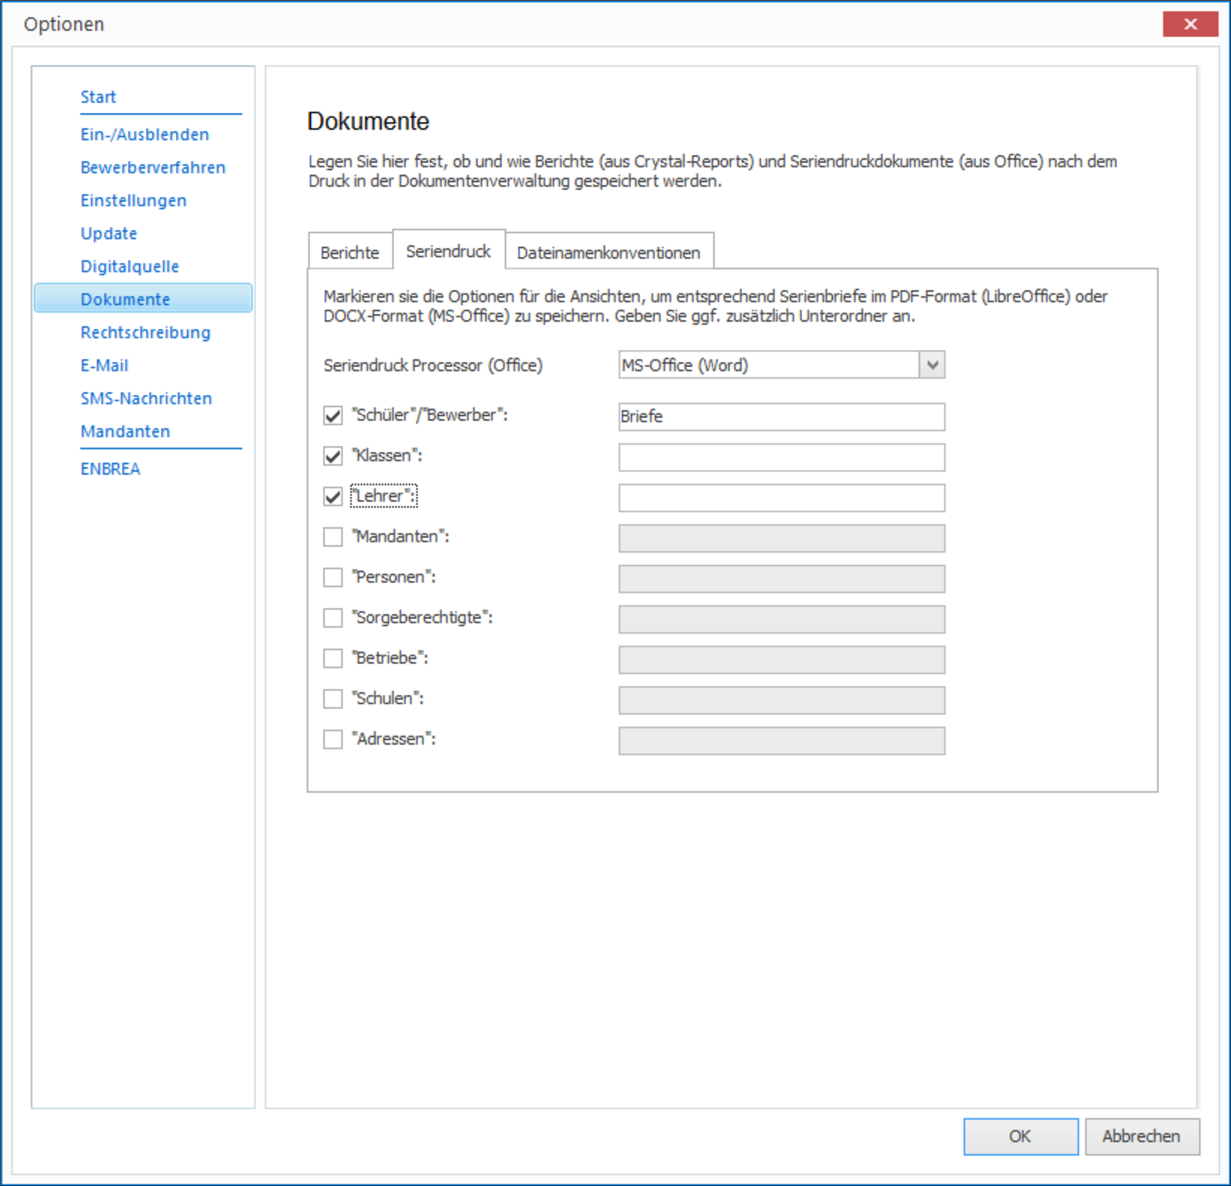 Optionen
Start
Ein-/Ausblenden
Bewerberverfahren
Einstellungen
Update
Digitalquelle
Dokumente
Rechtschreibung
E-Mail
SMS-Nachrichten
Mandanten
ENBREA
Dokumente
Legen Sie hier fest, ob und wie Berichte (aus Crystal-Reports) und Seriendruckdokumente (aus Office) nach dem
Druck in der Dokumentenverwaltung gespeichert werden.
Berichte Seriendruck Dateinamenkonventionen
Markieren sie die Optionen für die Ansichten, um entsprechend Serienbriefe im PDF-Format (LibreOffice) oder
DOCX-Format (MS-Office) zu speichern. Geben Sie ggf. zusätzlich Unterordner an.
Seriendruck Processor (Office) MS-Office (Word)
"Schüler"/"Bewerber": Briefe
"Klassen":
"Lehrer":
"Mandanten":
"Personen":
"Sorgeberechtigte":
"Betriebe":
"Schulen":
"Adressen":
OK Abbrechen